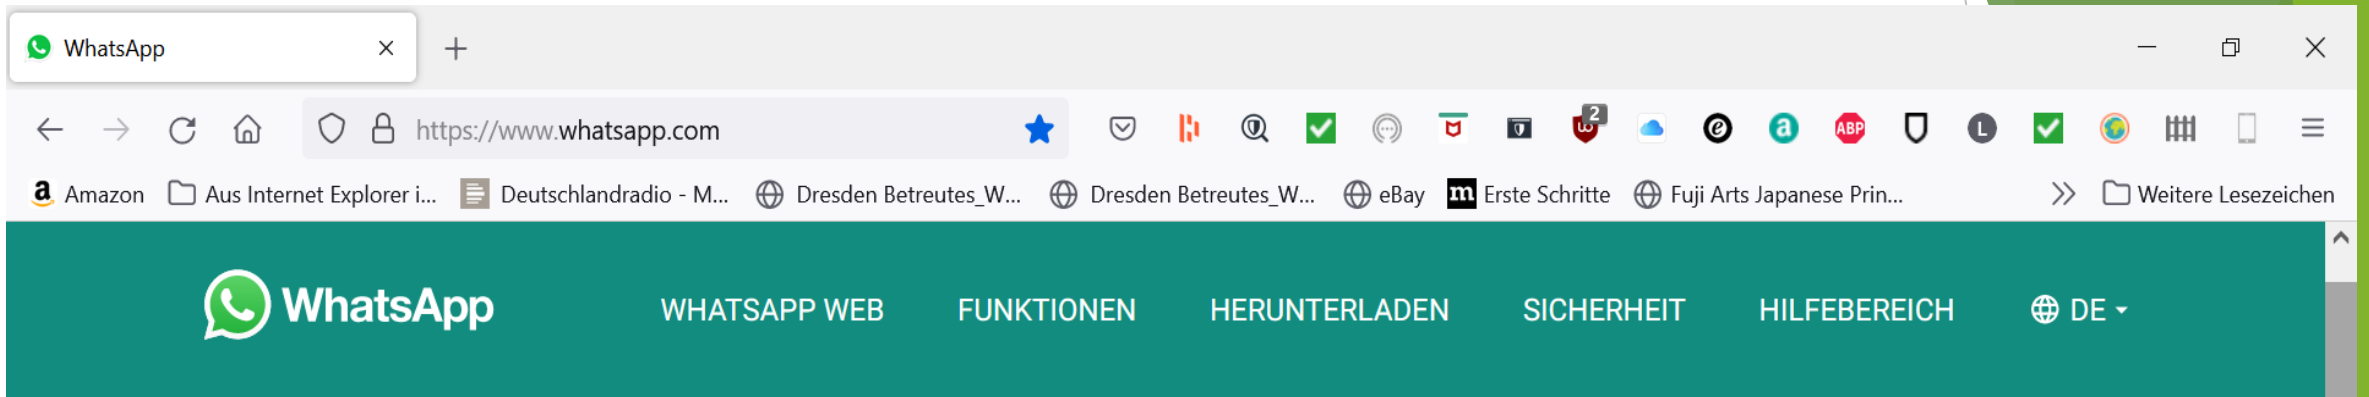 WhatsApp
https://www.whatsapp.com 2 ABP L
a Amazon Aus Internet Explorer i... Deutschlandradio - M... Dresden Betreutes_W... Dresden Betreutes_W... eBay m Erste Schritte Fuji Arts Japanese Prin... Weitere Lesezeichen
WhatsApp WHATSAPP WEB FUNKTIONEN HERUNTERLADEN SICHERHEIT HILFEBEREICH DE